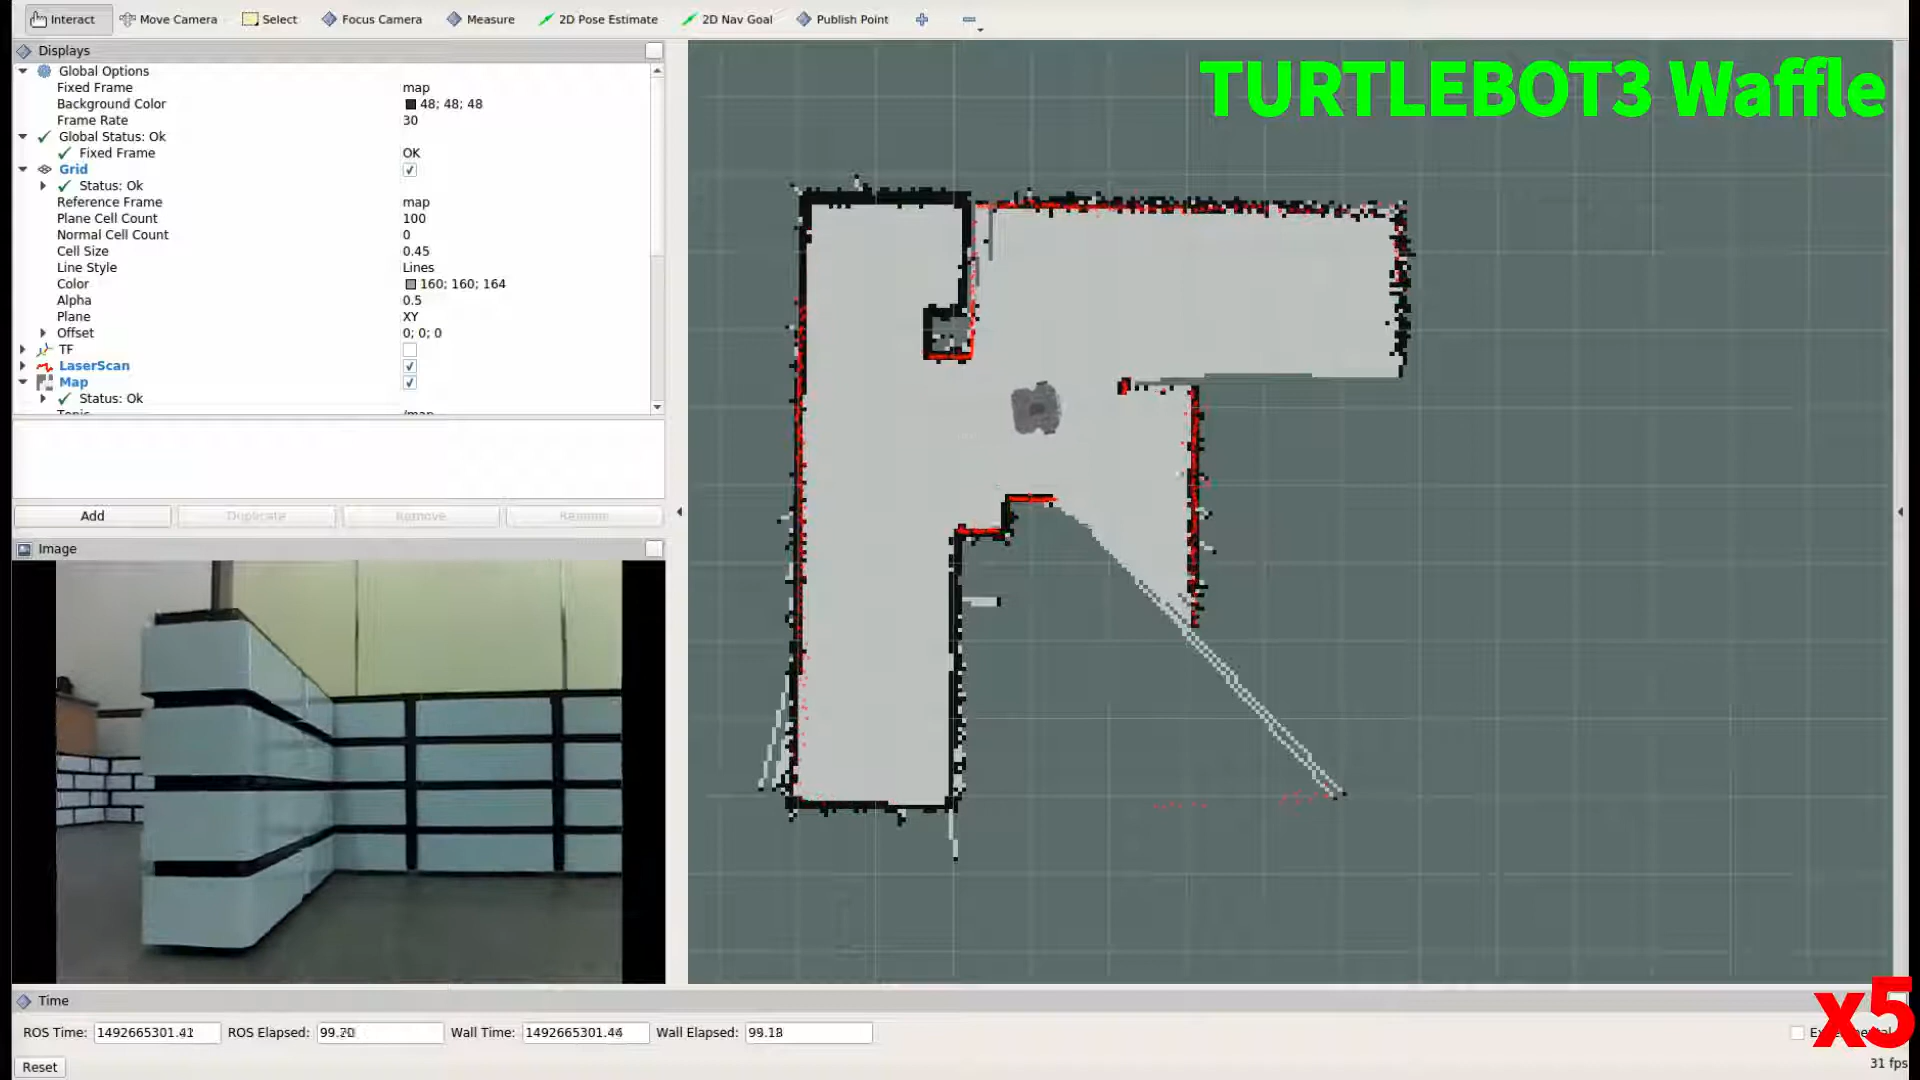 Interact Move Camera Select Focus Camera Measure 2D Pose Estimate 2D Nav Goal Publish Point
TURTLEBOT3 Waffle
Displays
Global Options
Fixed Frame map
Background Color 48; 48; 48
Frame Rate 30
Global Status: Ok
Fixed Frame OK
Grid
Status: Ok
Reference Frame map
Plane Cell Count 100
Normal Cell Count 0
Cell Size 0.45
Line Style Lines
Color 160; 160; 164
Alpha 0.5
Plane XY
Offset 0; 0; 0
TF
LaserScan
Map
Status: Ok
Topic /map
Add Duplicate Remove Rename
Image
Time
ROS Time: 1492665301.41 ROS Elapsed: 99.20 Wall Time: 1492665301.44 Wall Elapsed: 99.18
x5
Reset
31 fps